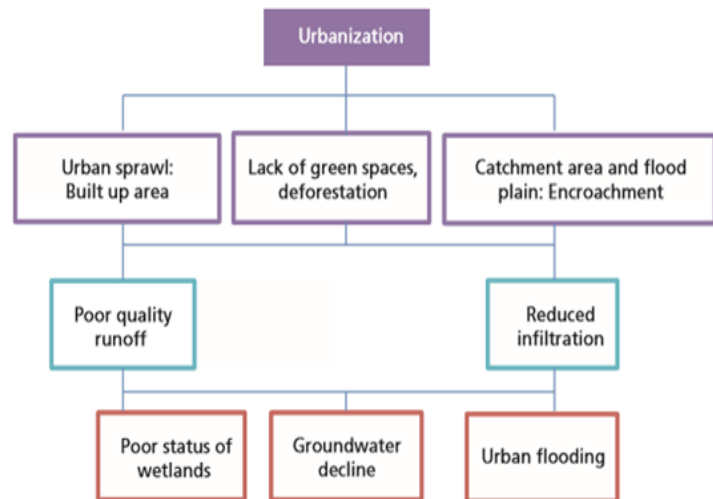 Urbanization
Urban sprawl:
Built up area
Lack of green spaces,
deforestation
Catchment area and flood
plain: Encroachment
Poor quality
runoff
Reduced
infiltration
Poor status of
wetlands
Groundwater
decline
Urban flooding